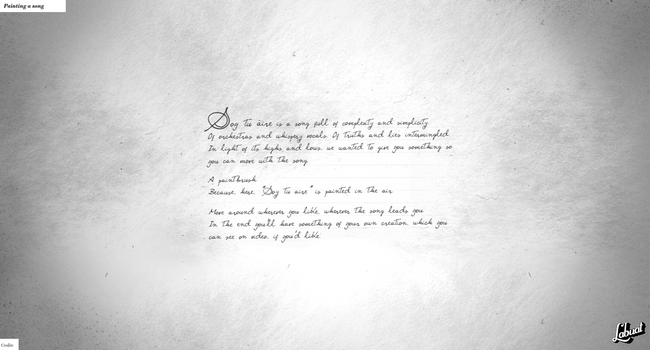 Painting a song
Soy tu aire is a song full of complexity and simplicity
Of orchestras and whispery vocals. Of truths and lies intermingled
In light of its highs and lows, we wanted to give you something so
you can move with the song
A paintbrush
Because, here, "Soy tu aire" is painted in the air
Move around wherever you like, wherever the song leads you
In the end you'll have something of your own creation, which you
can see on video, if you'd like
Credits
Labuat